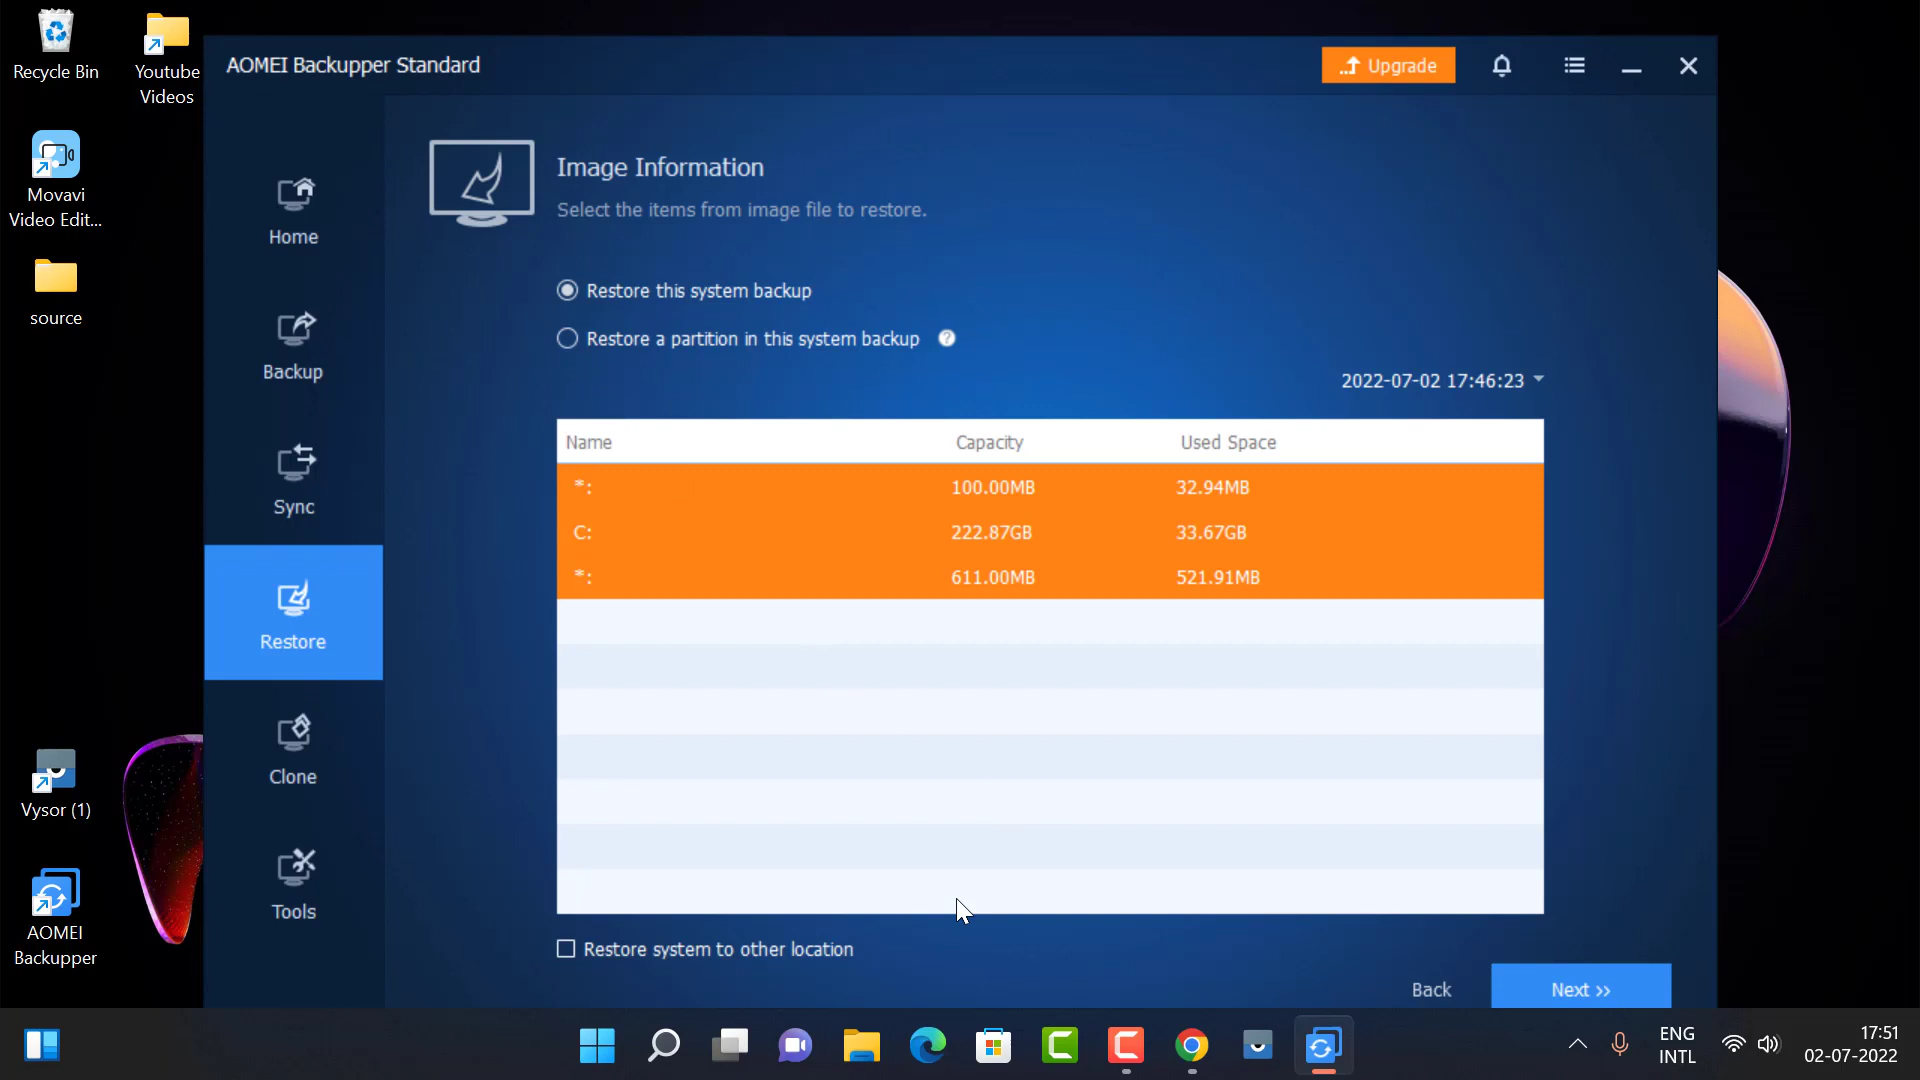 Recycle Bin
Youtube
Videos
Movavi
Video Edit...
source
Vysor (1)
AOMEI
Backupper
AOMEI Backupper Standard
Upgrade
Home
Backup
Sync
Restore
Clone
Tools
Image Information
Select the items from image file to restore.
Restore this system backup
Restore a partition in this system backup ?
2022-07-02 17:46:23
Name Capacity Used Space
*: 100.00MB 32.94MB
C: 222.87GB 33.67GB
*: 611.00MB 521.91MB
Restore system to other location
Back Next >>
ENG
INTL
17:51
02-07-2022